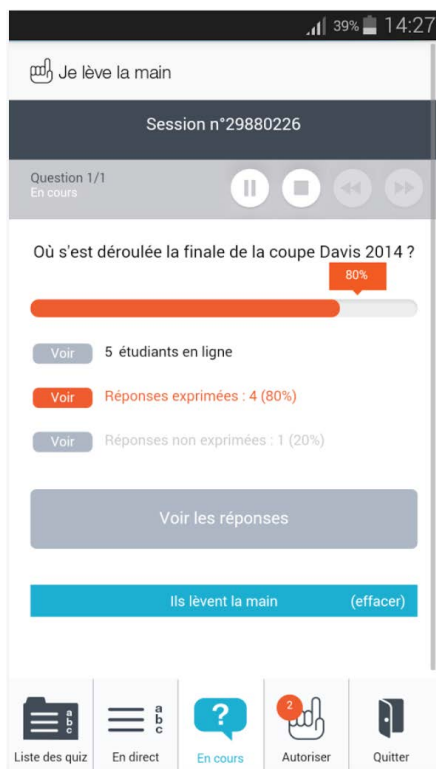 39% 14:27
Je lève la main
Session n°29880226
Question 1/1
En cours
Où s'est déroulée la finale de la coupe Davis 2014 ?
80%
Voir 5 étudiants en ligne
Voir Réponses exprimées : 4 (80%)
Voir Réponses non exprimées : 1 (20%)
Voir les réponses
Ils lèvent la main (effacer)
a
b
c
a
b
c
?
2
Liste des quiz En direct En cours Autoriser Quitter